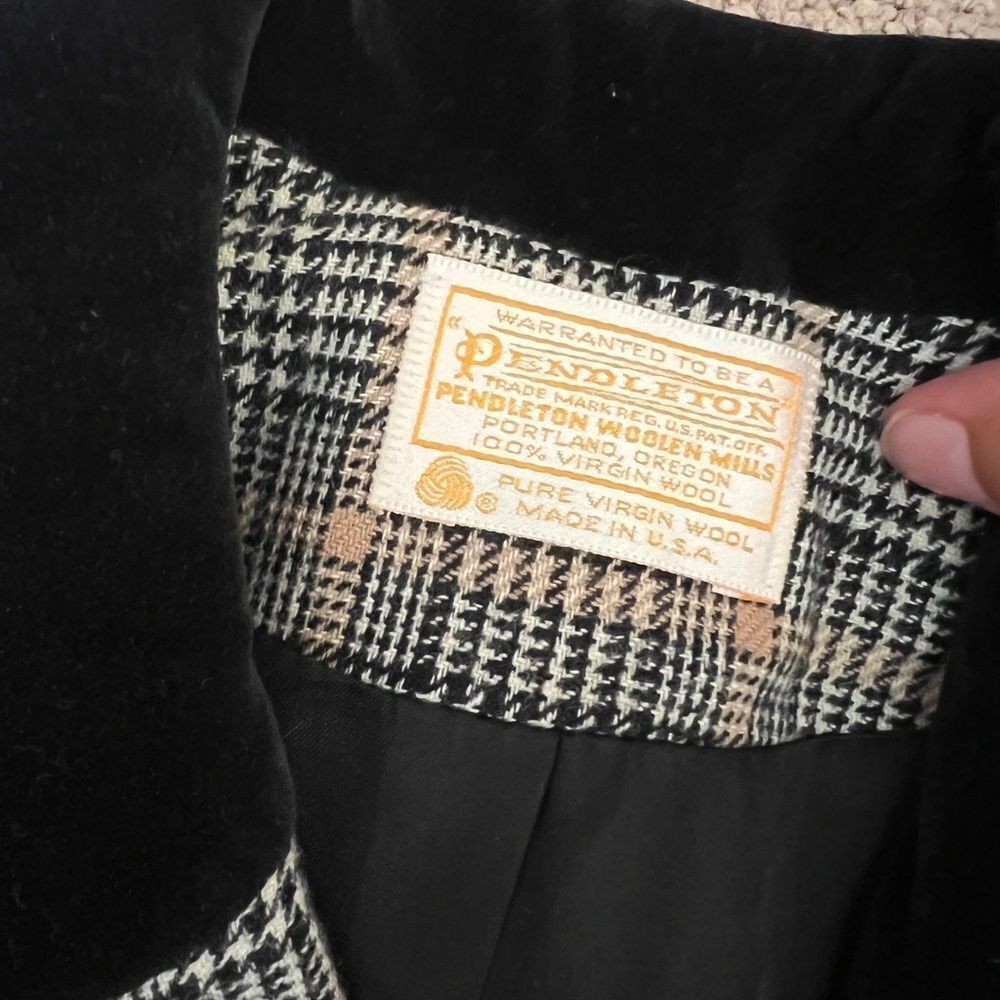 WARRANTED TO BE A
"PENDLETON"
TRADE MARK REG. U.S. PAT. OFF.
PENDLETON WOOLEN MILLS
PORTLAND, OREGON
100% VIRGIN WOOL
® PURE VIRGIN WOOL
MADE IN U.S.A.